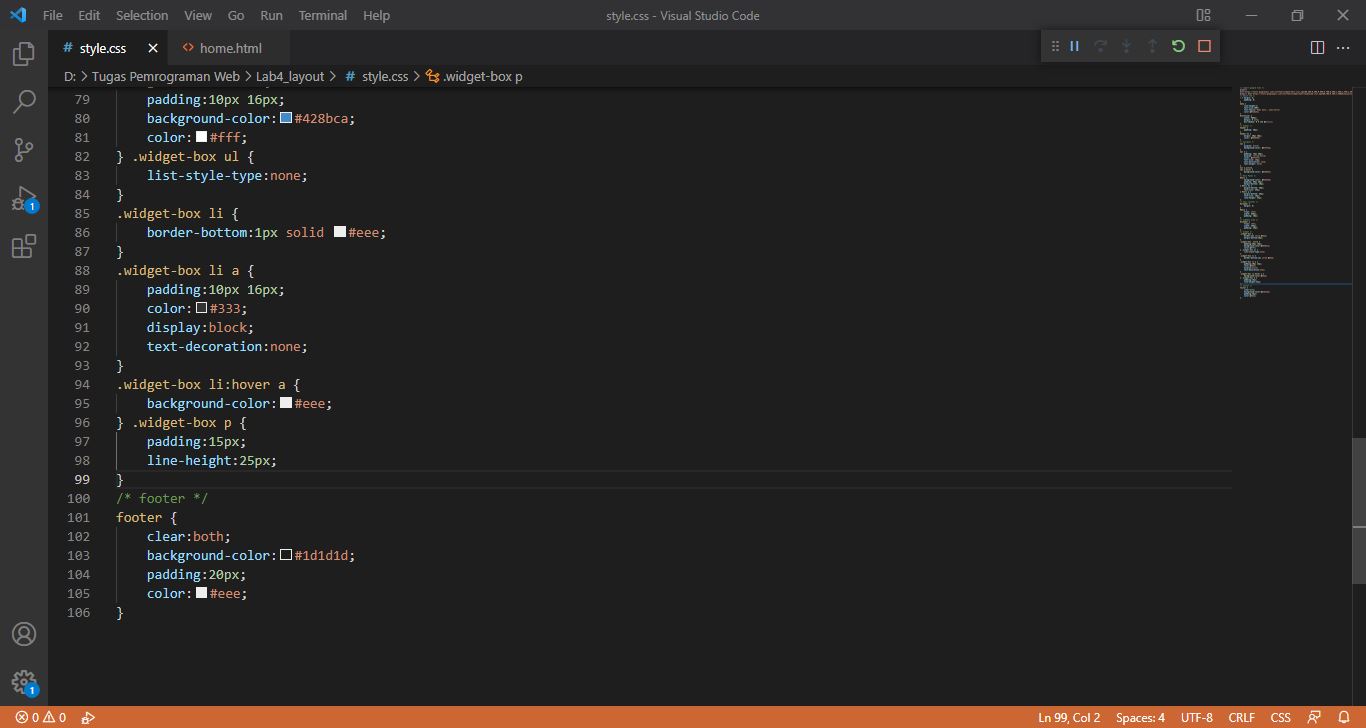 File Edit Selection View Go Run Terminal Help style.css - Visual Studio Code
# style.css <> home.html
D: > Tugas Pemrograman Web > Lab4_layout > # style.css > .widget-box p
79 padding:10px 16px;
80 background-color:#428bca;
81 color:#fff;
82 } .widget-box ul {
83 list-style-type:none;
84 }
85 .widget-box li {
86 border-bottom:1px solid #eee;
87 }
88 .widget-box li a {
89 padding:10px 16px;
90 color:#333;
91 display:block;
92 text-decoration:none;
93 }
94 .widget-box li:hover a {
95 background-color:#eee;
96 } .widget-box p {
97 padding:15px;
98 line-height:25px;
99 }
100 /* footer */
101 footer {
102 clear:both;
103 background-color:#1d1d1d;
104 padding:20px;
105 color:#eee;
106 }
1
1
0 0 Ln 99, Col 2 Spaces: 4 UTF-8 CRLF CSS